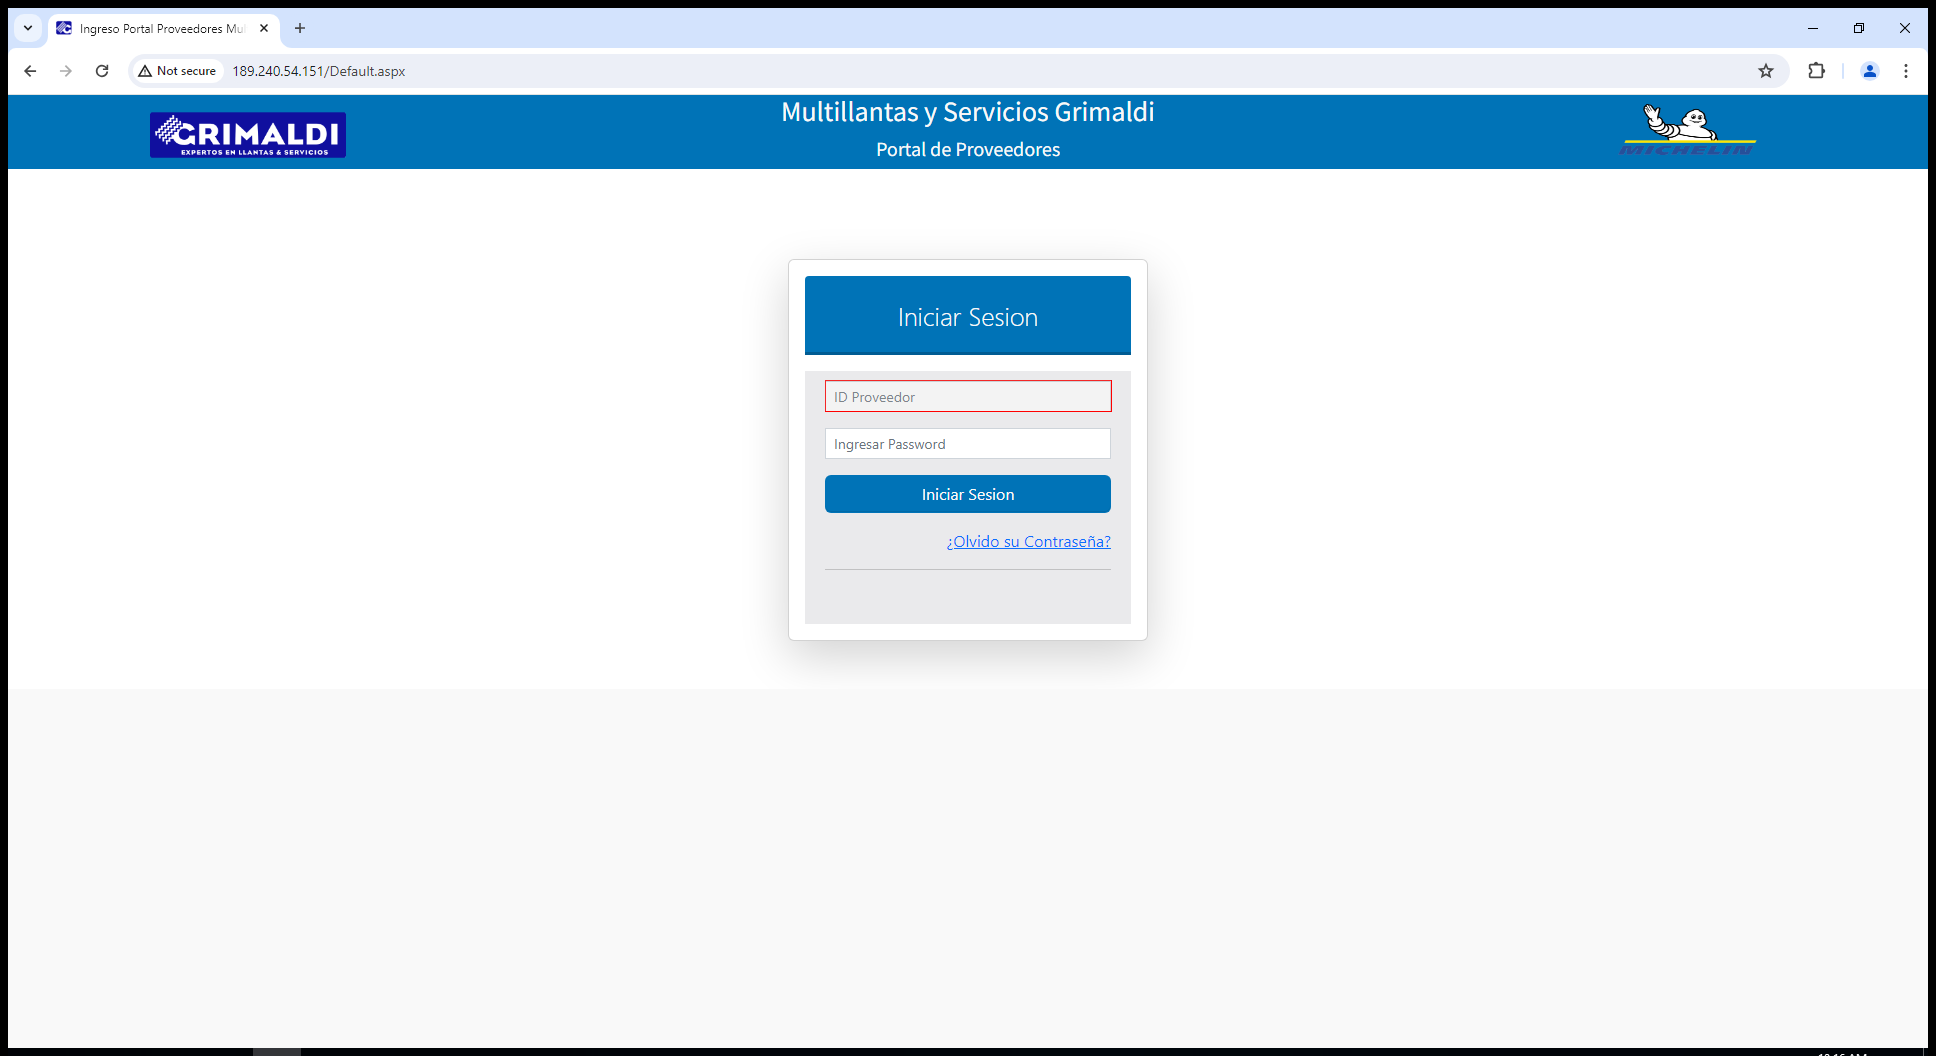 Ingreso Portal Proveedores Mul
Not secure
189.240.54.151/Default.aspx
GRIMALDI
EXPERTOS EN LLANTAS & SERVICIOS
Multillantas y Servicios Grimaldi
Portal de Proveedores
MICHELIN
Iniciar Sesion
ID Proveedor
Ingresar Password
Iniciar Sesion
¿Olvido su Contraseña?